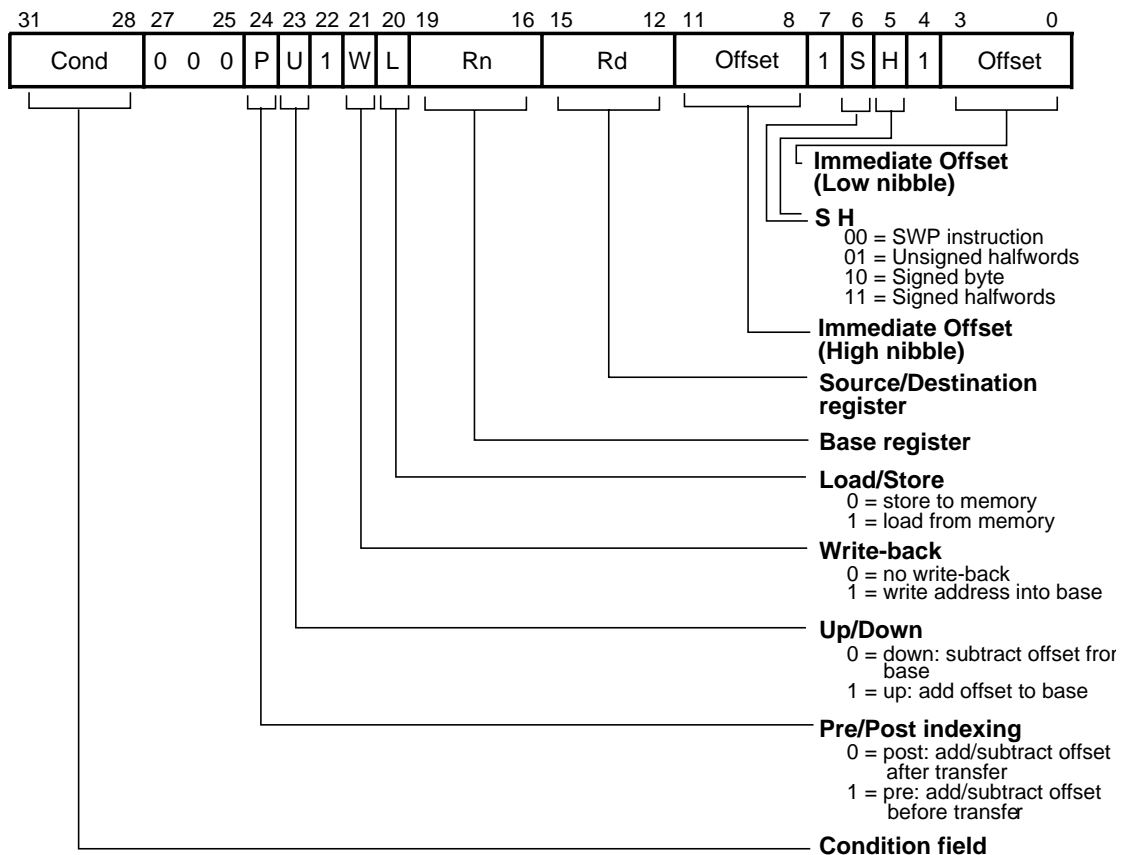 31 28 27 25 24 23 22 21 20 19 16 15 12 11 8 7 6 5 4 3 0
Cond 0 0 0 P U 1 W L Rn Rd Offset 1 S H 1 Offset
Immediate Offset
(Low nibble)
S H
00 = SWP instruction
01 = Unsigned halfwords
10 = Signed byte
11 = Signed halfwords
Immediate Offset
(High nibble)
Source/Destination
register
Base register
Load/Store
0 = store to memory
1 = load from memory
Write-back
0 = no write-back
1 = write address into base
Up/Down
0 = down: subtract offset from
base
1 = up: add offset to base
Pre/Post indexing
0 = post: add/subtract offset
after transfer
1 = pre: add/subtract offset
before transfer
Condition field